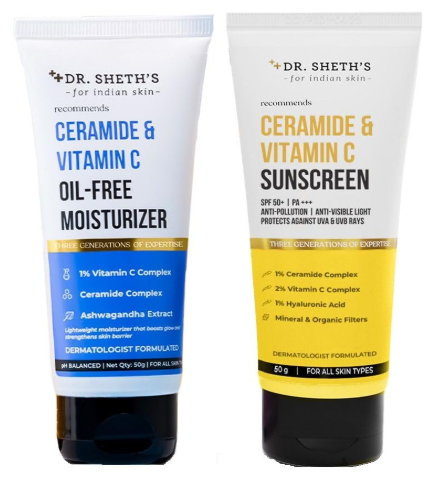 DR. SHETH'S
- for indian skin -
recommends
CERAMIDE &
VITAMIN C
OIL-FREE
MOISTURIZER
THREE GENERATIONS OF EXPERTISE
1% Vitamin C Complex
Ceramide Complex
Ashwagandha Extract
Lightweight moisturizer that boosts glow and
strengthens skin barrier
DERMATOLOGIST FORMULATED
pH BALANCED | Net Qty: 50g | FOR ALL SKIN
DR. SHETH'S
- for indian skin -
recommends
CERAMIDE &
VITAMIN C
SUNSCREEN
SPF 50+ | PA +++
ANTI-POLLUTION | ANTI-VISIBLE LIGHT
PROTECTS AGAINST UVA & UVB RAYS
THREE GENERATIONS OF EXPERTISE
1% Ceramide Complex
2% Vitamin C Complex
1% Hyaluronic Acid
Mineral & Organic Filters
DERMATOLOGIST FORMULATED
50 g | FOR ALL SKIN TYPES